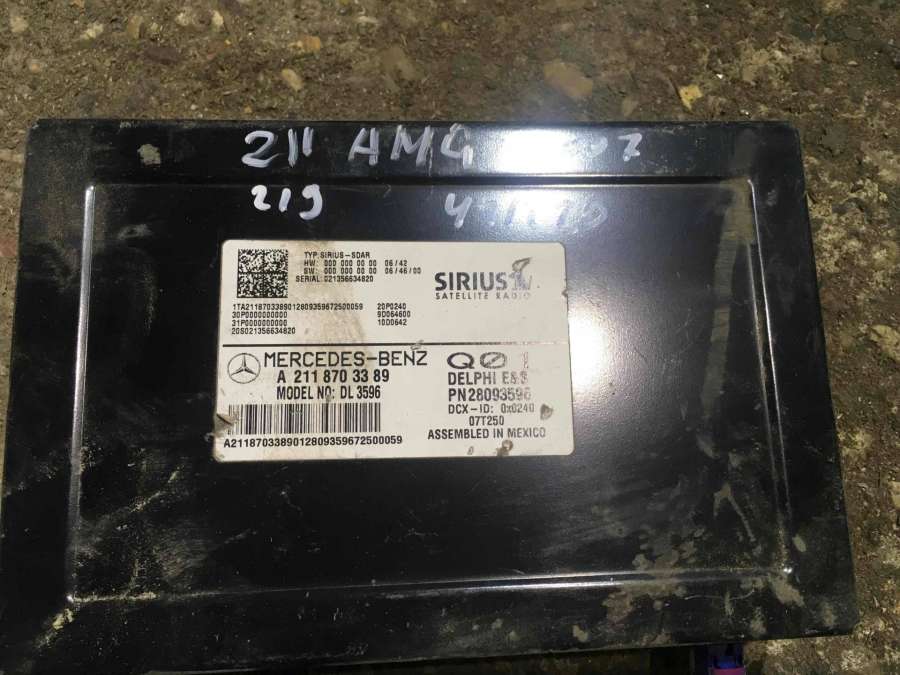 211 AMG
219
TYP: SIRIUS-SDAR
HW: 000 000 00 00 06/42
SW: 000 000 00 00 06/46/00
SERIAL: 021356634820
SIRIUS
SATELLITE RADIO
1TA2118703389012809359672500059 20P0240
30P0000000000 9D064600
31P0000000000 10D0642
20S021356634820
MERCEDES-BENZ QØ1
A 211 870 33 89 DELPHI E&S
MODEL NO: DL 3596 PN28093596
DCX-ID: 0x0240
07T250
A2118703389012809359672500059 ASSEMBLED IN MEXICO